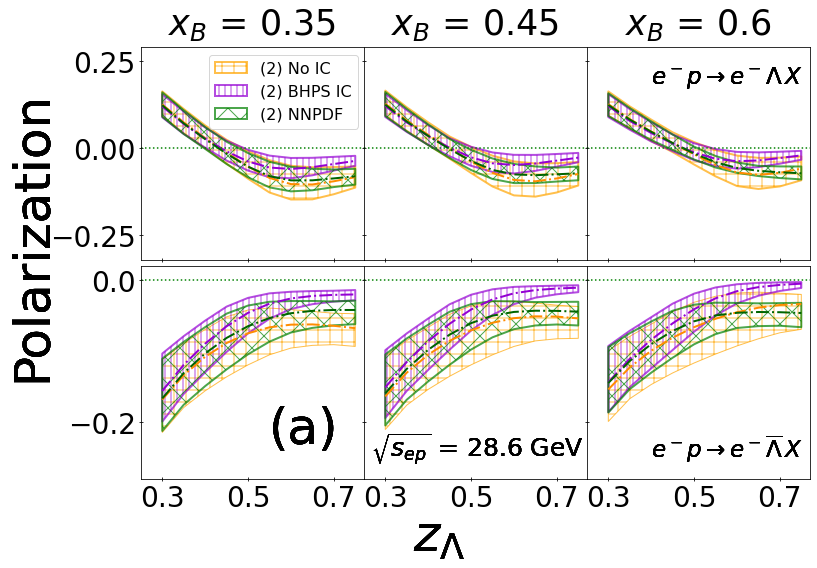 x_B = 0.35 x_B = 0.45 x_B = 0.6
Polarization
0.25
0.00
−0.25
(2) No IC
(2) BHPS IC
(2) NNPDF
e⁻p → e⁻ΛX
0.0
−0.2
(a)
√s_ep = 28.6 GeV
e⁻p → e⁻Λ̅X
0.3 0.5 0.7 0.3 0.5 0.7 0.3 0.5 0.7
z_Λ